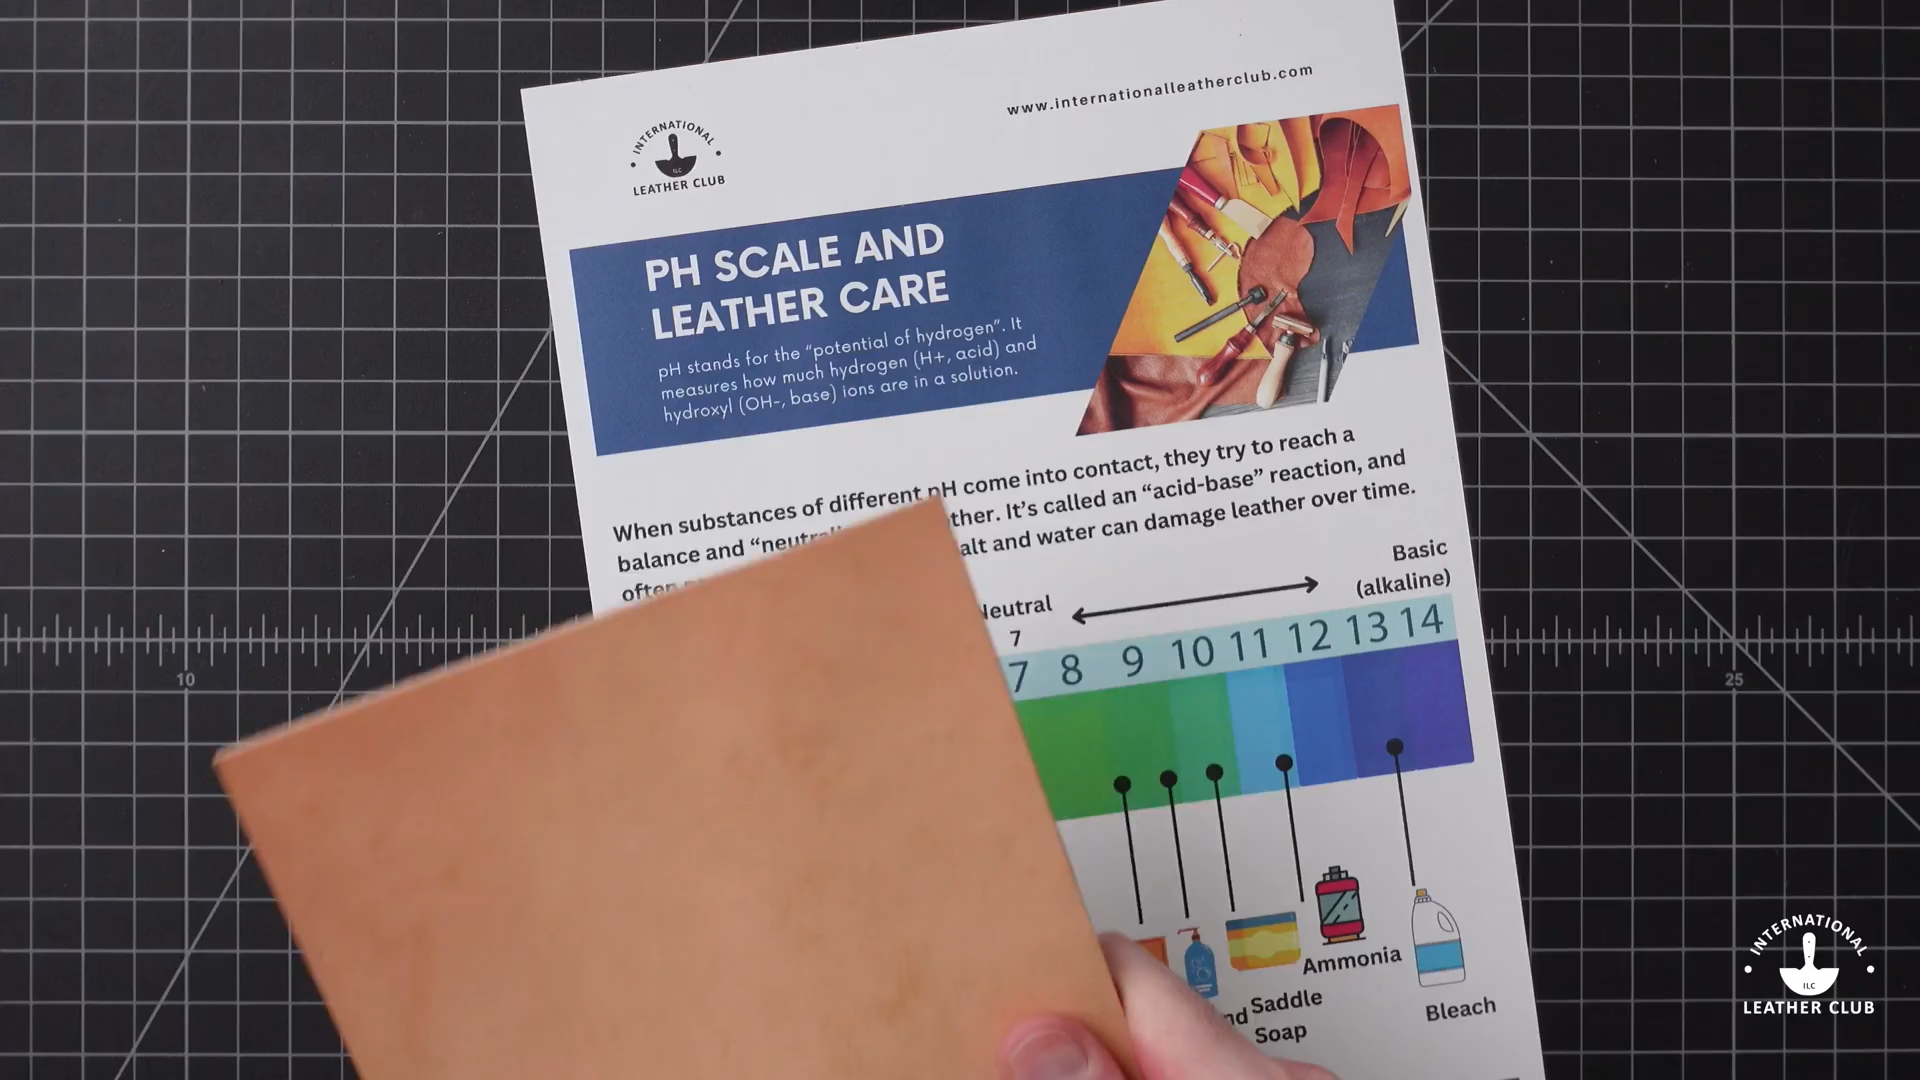 www.internationalleatherclub.com
INTERNATIONAL
ILC
LEATHER CLUB
PH SCALE AND
LEATHER CARE
pH stands for the “potential of hydrogen”. It
measures how much hydrogen (H+, acid) and
hydroxyl (OH-, base) ions are in a solution.
When substances of different pH come into contact, they try to reach a
balance and It’s called an “acid-base” reaction, and
often and water can damage leather over time.
Basic
(alkaline)
Neutral
7
7 8 9 10 11 12 13 14
Ammonia
Saddle
Soap
Bleach
10
25
INTERNATIONAL
ILC
LEATHER CLUB